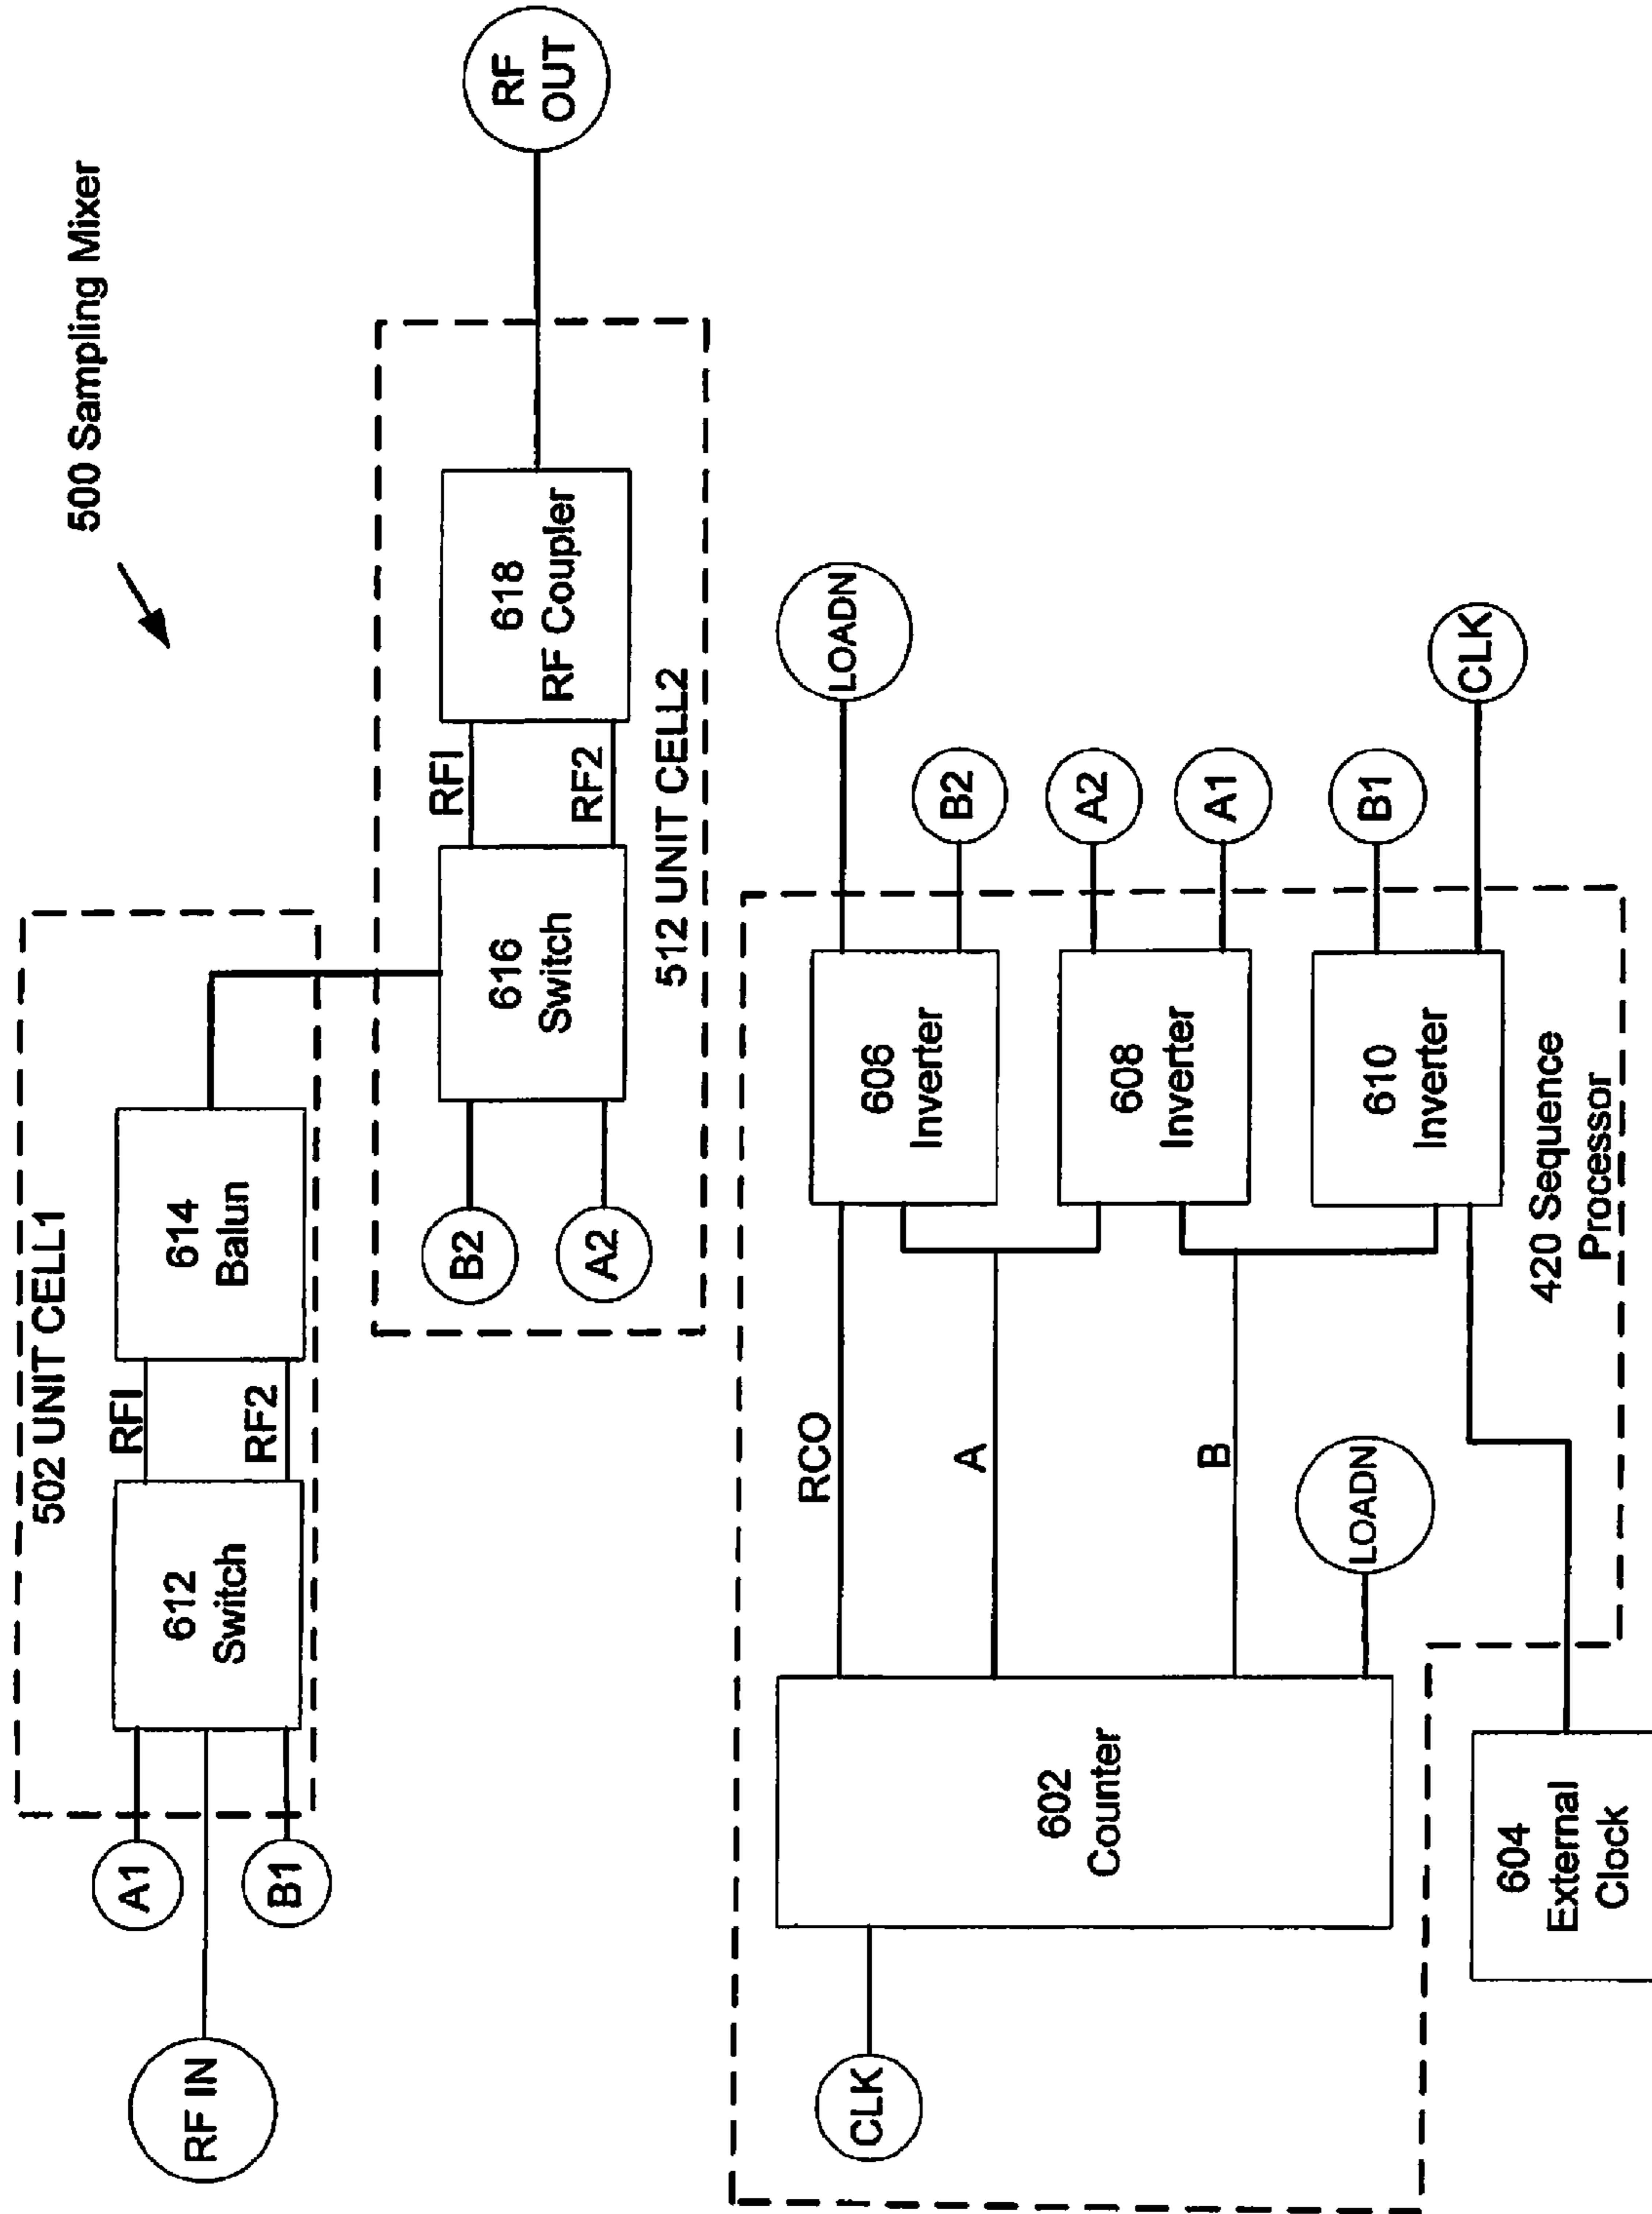 500 Sampling Mixer
502 UNIT CELL1
RF IN
A1
B1
612
Switch
RF1
RF2
614
Balun
B2
A2
616
Switch
RF1
RF2
618
RF Coupler
RF
OUT
512 UNIT CELL2
CLK
602
Counter
RCO
A
B
LOADN
606
Inverter
608
Inverter
610
Inverter
LOADN
B2
A2
A1
B1
CLK
604
External
Clock
420 Sequence
Processor